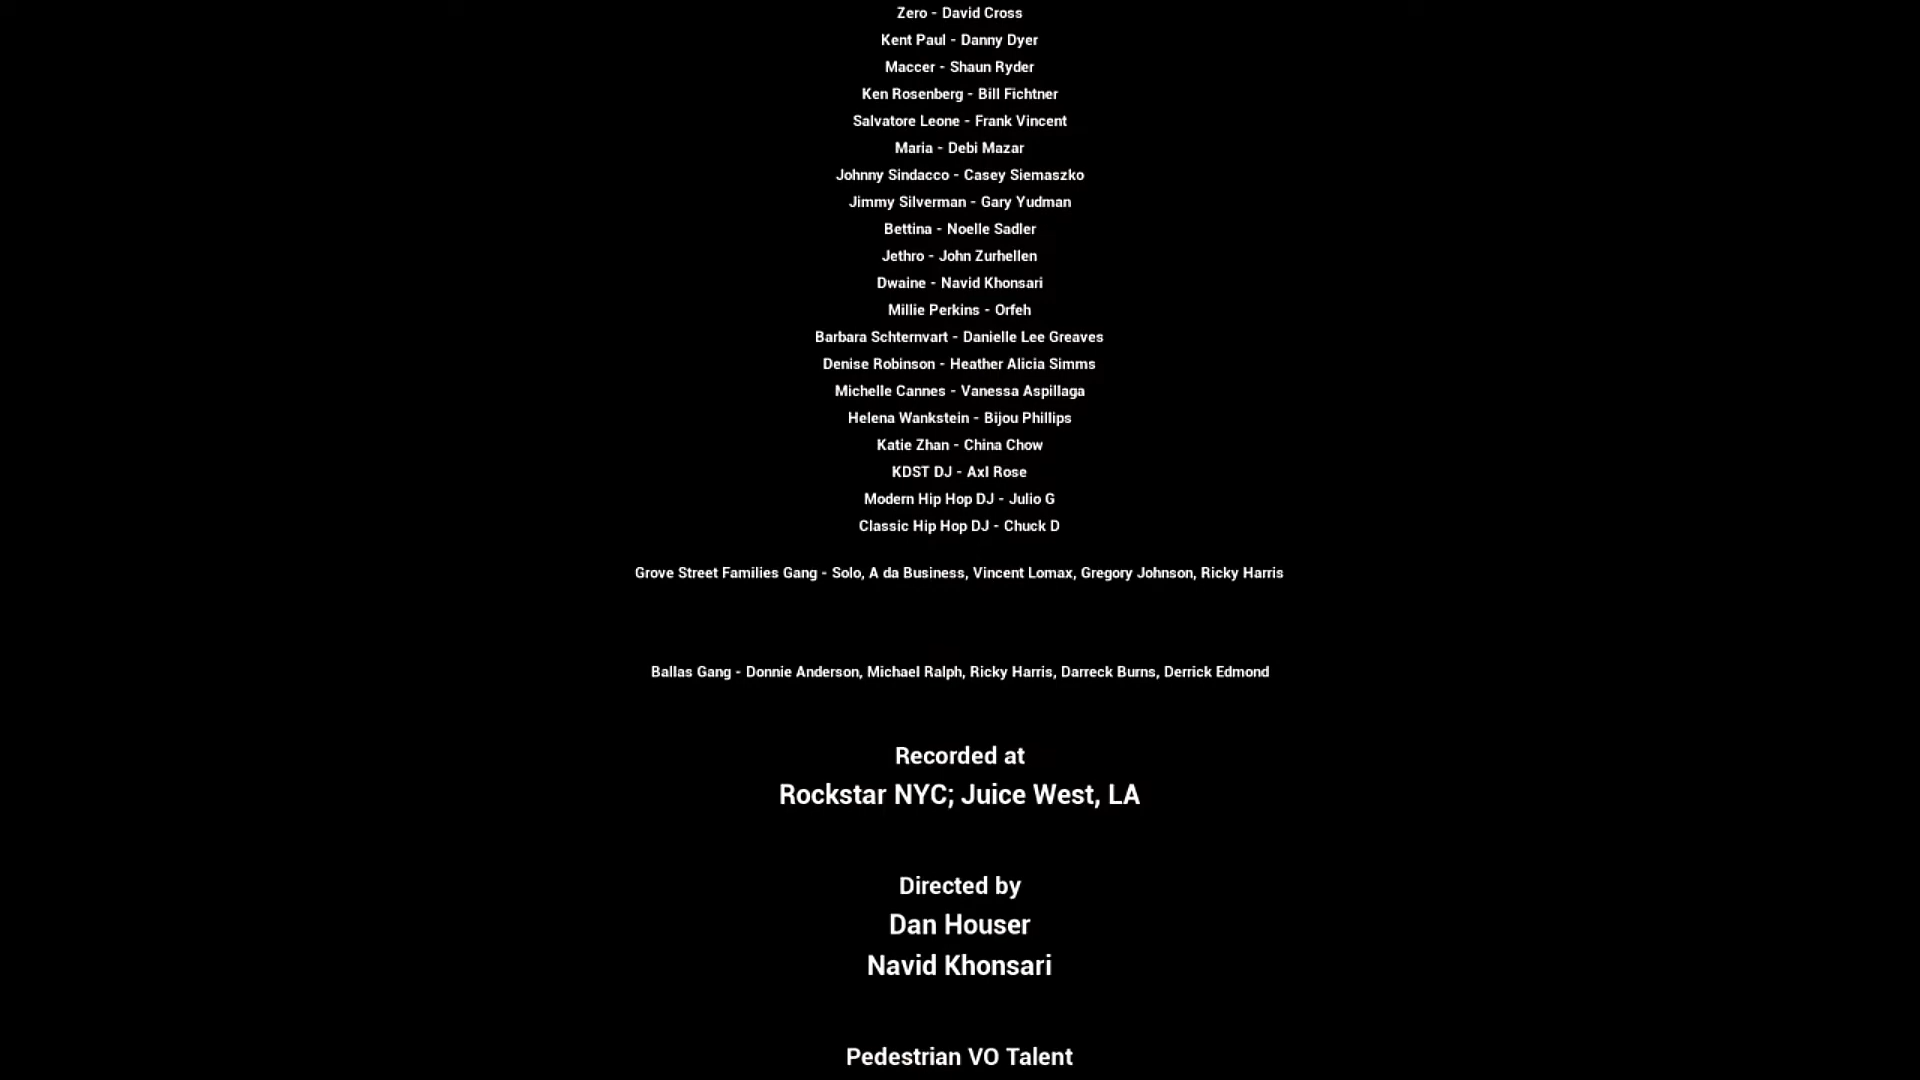 Zero - David Cross
Kent Paul - Danny Dyer
Maccer - Shaun Ryder
Ken Rosenberg - Bill Fichtner
Salvatore Leone - Frank Vincent
Maria - Debi Mazar
Johnny Sindacco - Casey Siemaszko
Jimmy Silverman - Gary Yudman
Bettina - Noelle Sadler
Jethro - John Zurhellen
Dwaine - Navid Khonsari
Millie Perkins - Orfeh
Barbara Schternvart - Danielle Lee Greaves
Denise Robinson - Heather Alicia Simms
Michelle Cannes - Vanessa Aspillaga
Helena Wankstein - Bijou Phillips
Katie Zhan - China Chow
KDST DJ - Axl Rose
Modern Hip Hop DJ - Julio G
Classic Hip Hop DJ - Chuck D
Grove Street Families Gang - Solo, A da Business, Vincent Lomax, Gregory Johnson, Ricky Harris
Ballas Gang - Donnie Anderson, Michael Ralph, Ricky Harris, Darreck Burns, Derrick Edmond
Recorded at
Rockstar NYC; Juice West, LA
Directed by
Dan Houser
Navid Khonsari
Pedestrian VO Talent